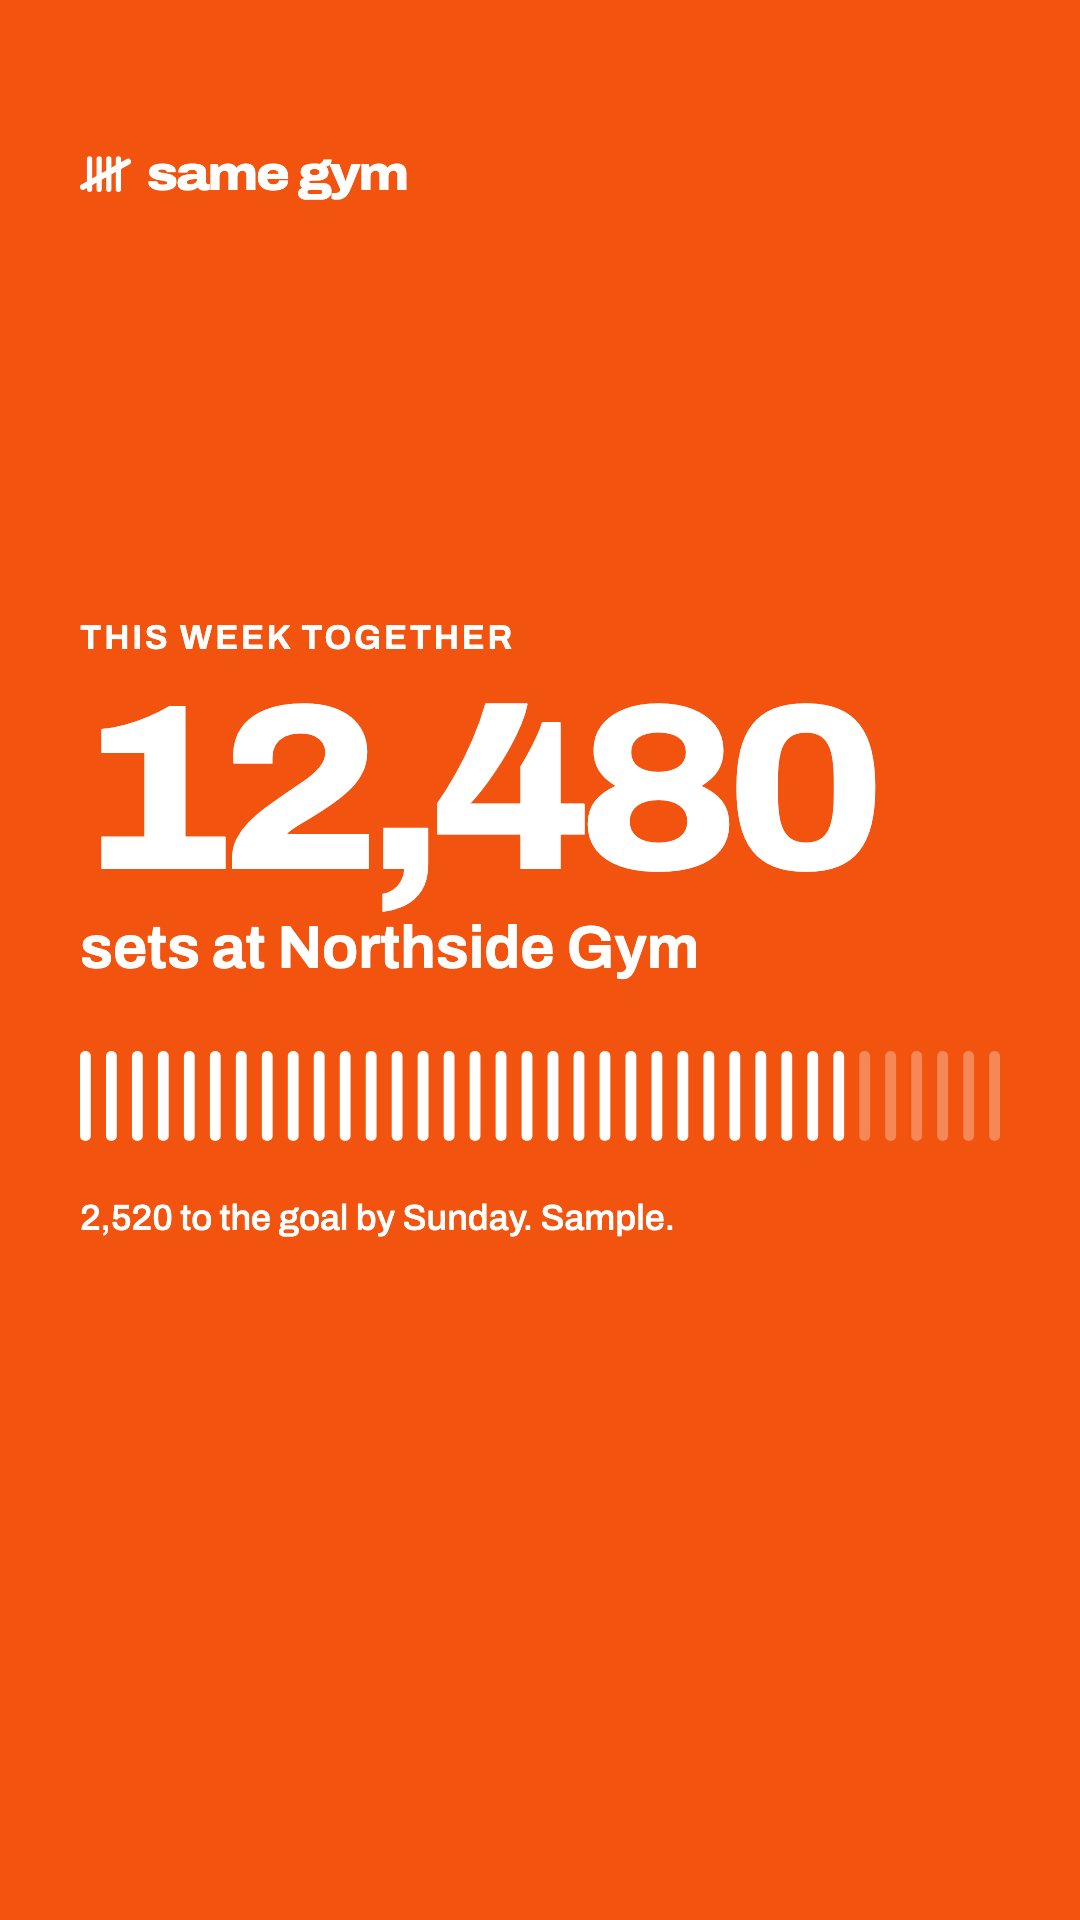 same gym
THIS WEEK TOGETHER
12,480
sets at Northside Gym
2,520 to the goal by Sunday. Sample.